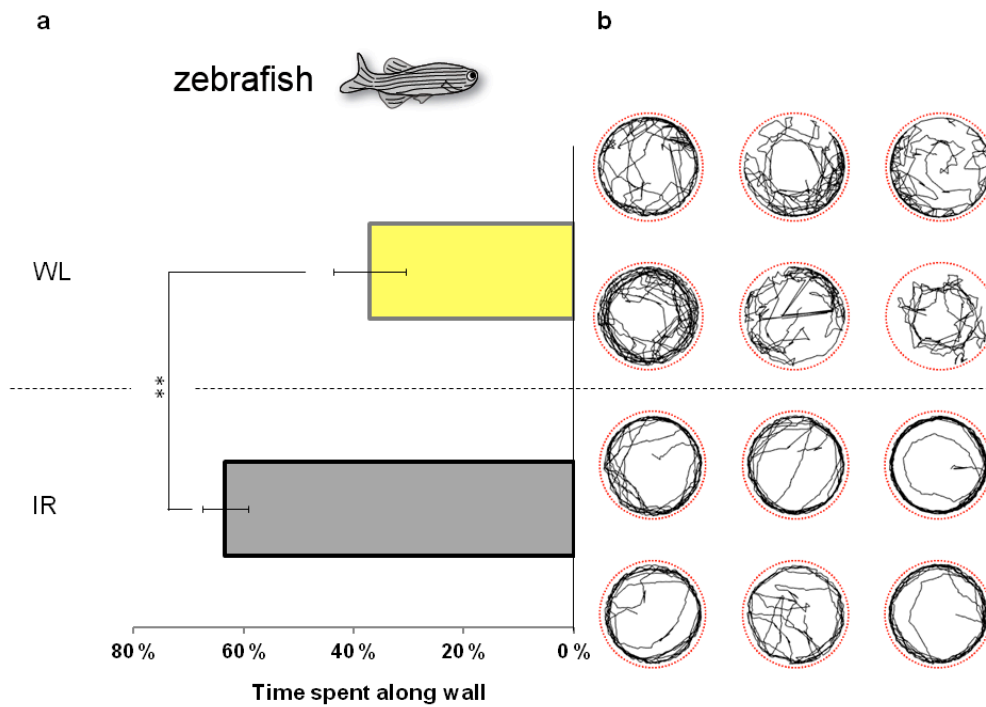 a
b
zebrafish
WL
**
IR
80 % 60 % 40 % 20 % 0 %
Time spent along wall